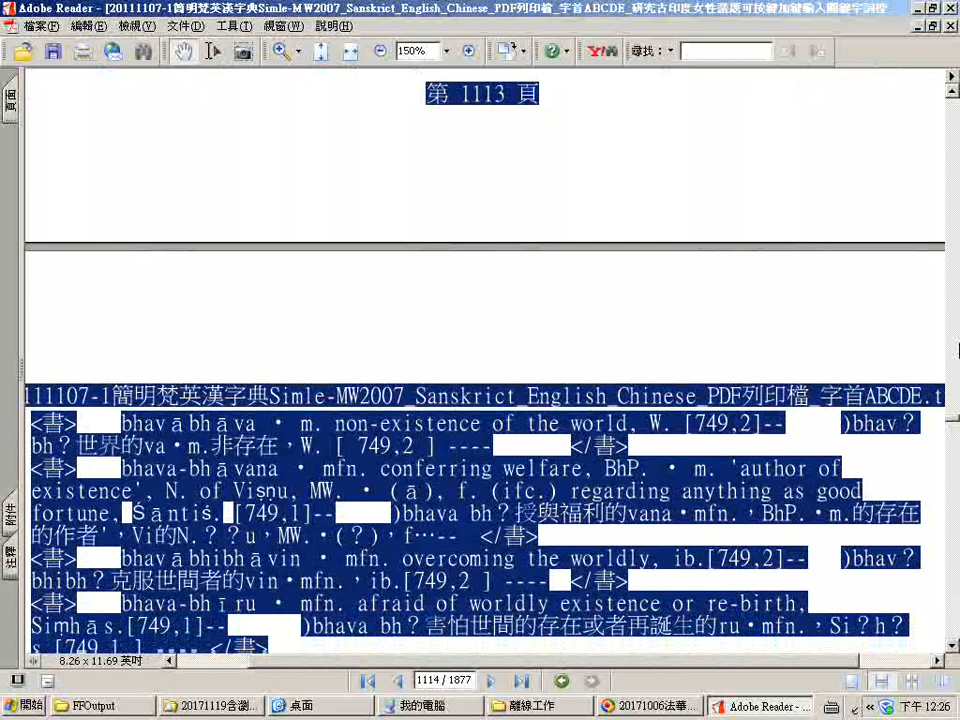 Adobe Reader - [20111107-1簡明梵英漢字典Simle-MW2007_Sanskrict_English_Chinese_PDF列印檔_字首ABCDE_研究古印度女性議題可按鍵加鍵輸入關鍵字詞搜
檔案(F) 編輯(E) 檢視(V) 文件(D) 工具(T) 視窗(W) 說明(H)
150% Y! 尋找:
頁面
第 1113 頁
111107-1簡明梵英漢字典Simle-MW2007_Sanskrict_English_Chinese_PDF列印檔_字首ABCDE.t
<書> bhavābhāva • m. non-existence of the world, W. [749,2]-- )bhav?
bh?世界的va•m.非存在，W. [ 749,2 ] ---- </書>
<書> bhava-bhāvana • mfn. conferring welfare, BhP. • m. 'author of
existence', N. of Viṣṇu, MW. • (ā), f. (ifc.) regarding anything as good
fortune, Śāntiś. [749,1]-- )bhava bh?授與福利的vana•mfn.，BhP.•m.的存在
的作者'，Vi的N.??u，MW.•(?)，f…-- </書>
<書> bhavābhibhāvin • mfn. overcoming the worldly, ib.[749,2]-- )bhav?
bhibh?克服世間者的vin•mfn.，ib.[749,2 ] ---- </書>
<書> bhava-bhīru • mfn. afraid of worldly existence or re-birth,
Siṃhās.[749,1]-- )bhava bh?害怕世間的存在或者再誕生的ru•mfn.，Si?h?
s.[749,1 ] ---- </書>
附件
注釋
8.26 x 11.69 英吋
1114 / 1877
開始 FFOutput 20171119含瀏... 桌面 我的電腦 離線工作 20171006法華... Adobe Reader - ... 下午 12:26